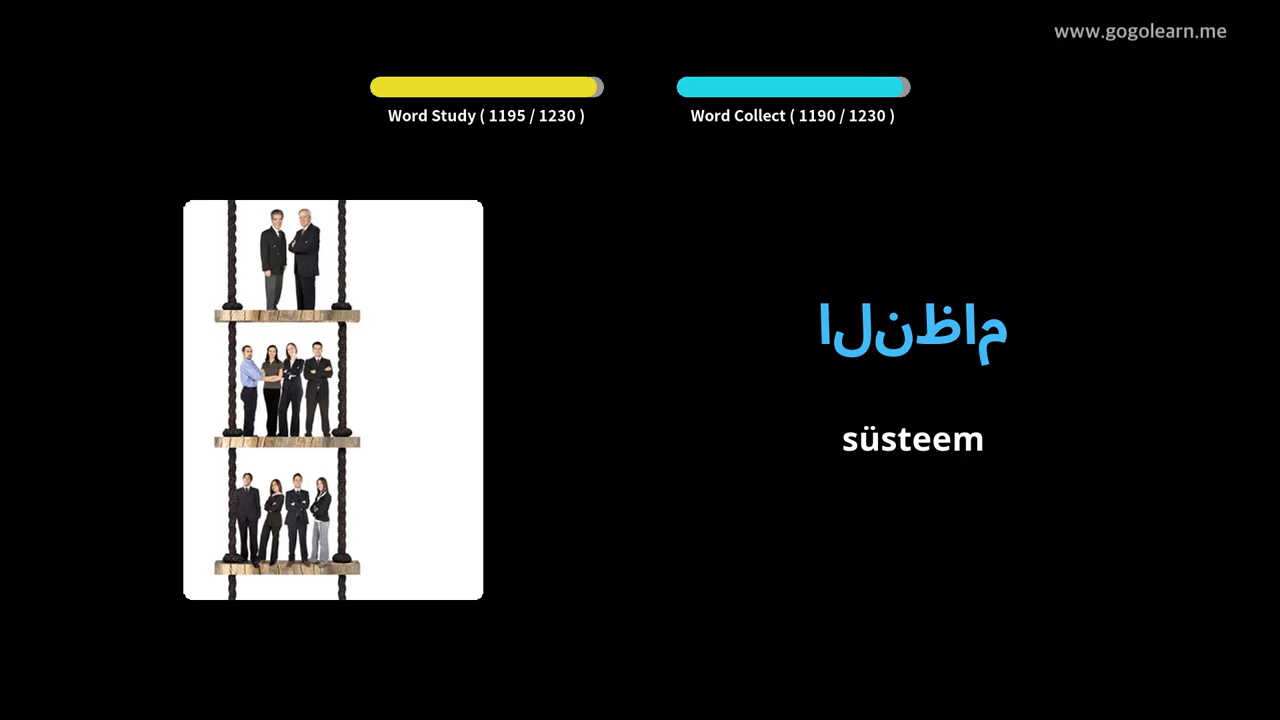 www.gogolearn.me
Word Study ( 1195 / 1230 )
Word Collect ( 1190 / 1230 )
النظام
süsteem